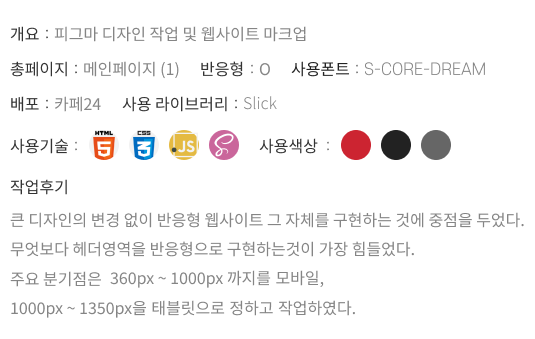 개요 : 피그마 디자인 작업 및 웹사이트 마크업
총페이지 : 메인페이지 (1) 반응형 : O 사용폰트 : S-CORE-DREAM
배포 : 카페24 사용 라이브러리 : Slick
사용기술 : HTML 5 CSS 3 JS S 사용색상 :
작업후기
큰 디자인의 변경 없이 반응형 웹사이트 그 자체를 구현하는 것에 중점을 두었다.
무엇보다 헤더영역을 반응형으로 구현하는것이 가장 힘들었다.
주요 분기점은 360px ~ 1000px 까지를 모바일,
1000px ~ 1350px을 태블릿으로 정하고 작업하였다.